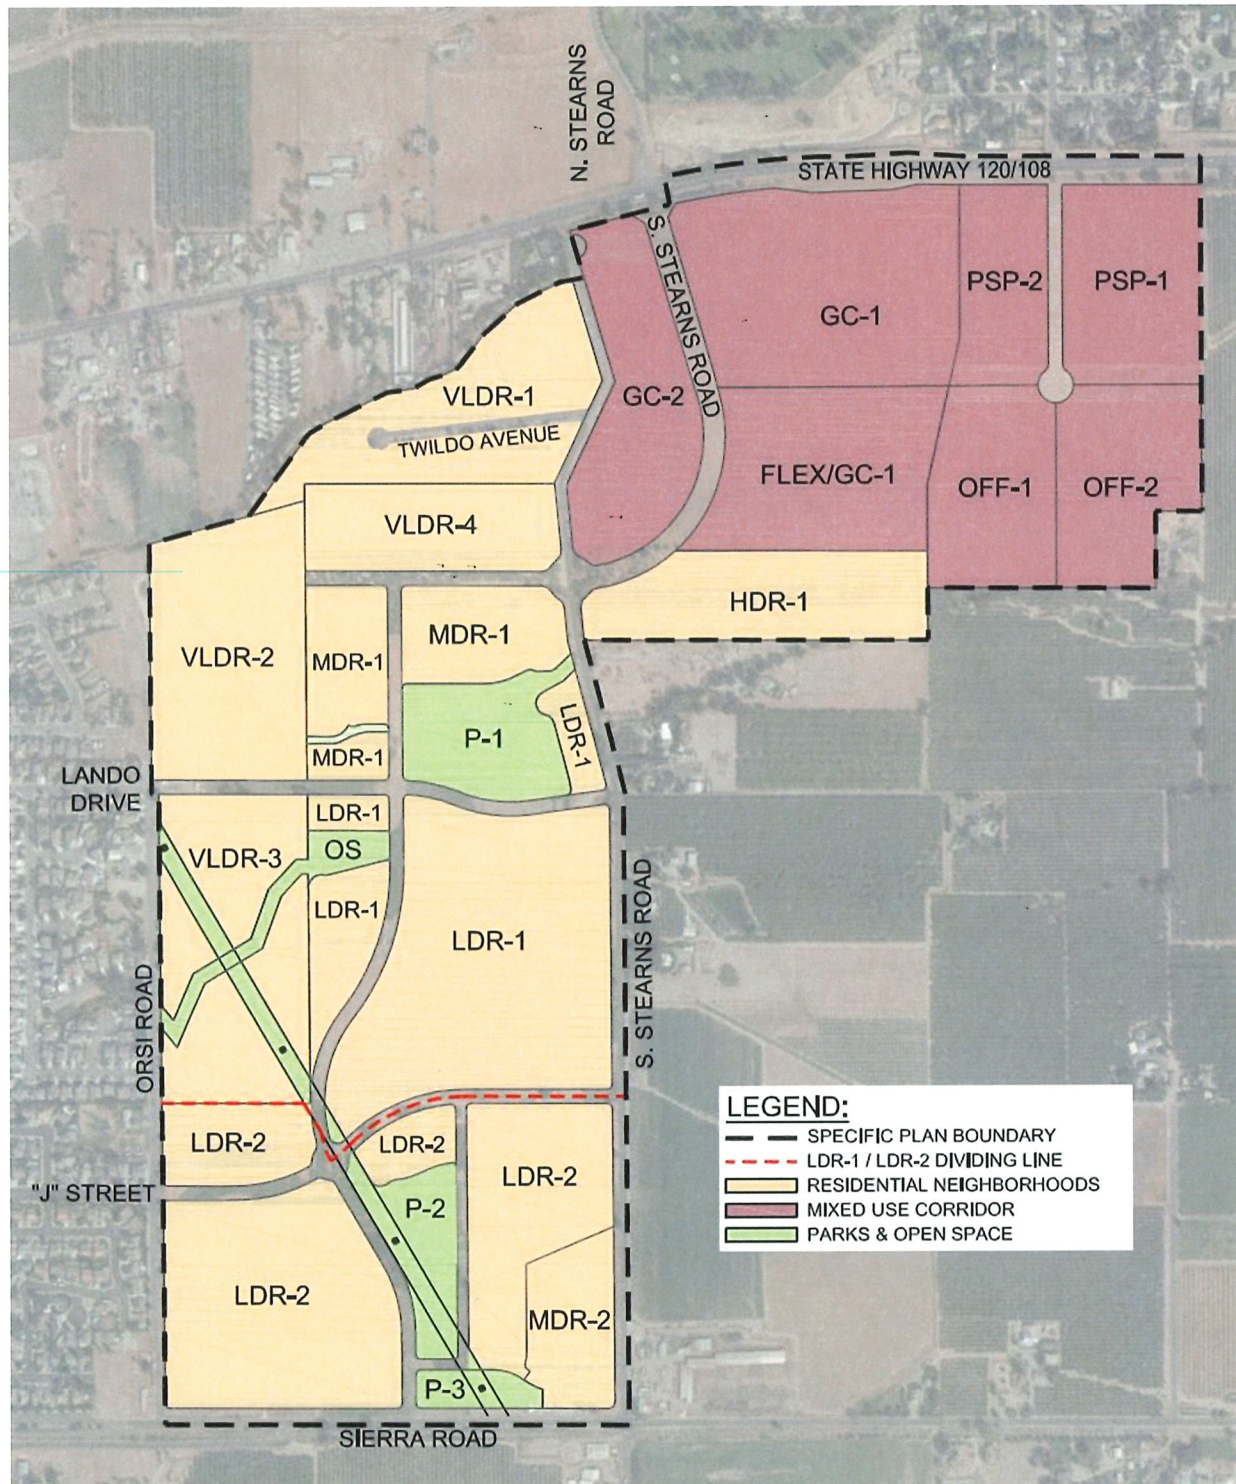 N. STEARNS
ROAD
STATE HIGHWAY 120/108
S. STEARNS ROAD
PSP-2
PSP-1
GC-1
VLDR-1
GC-2
TWILDO AVENUE
FLEX/GC-1
OFF-1
OFF-2
VLDR-4
HDR-1
MDR-1
VLDR-2
MDR-1
LDR-1
P-1
MDR-1
LANDO
DRIVE
LDR-1
VLDR-3
OS
LDR-1
LDR-1
S. STEARNS ROAD
ORSI ROAD
LDR-2
LDR-2
LDR-2
"J" STREET
P-2
LDR-2
MDR-2
P-3
SIERRA ROAD
LEGEND:
SPECIFIC PLAN BOUNDARY
LDR-1 / LDR-2 DIVIDING LINE
RESIDENTIAL NEIGHBORHOODS
MIXED USE CORRIDOR
PARKS & OPEN SPACE